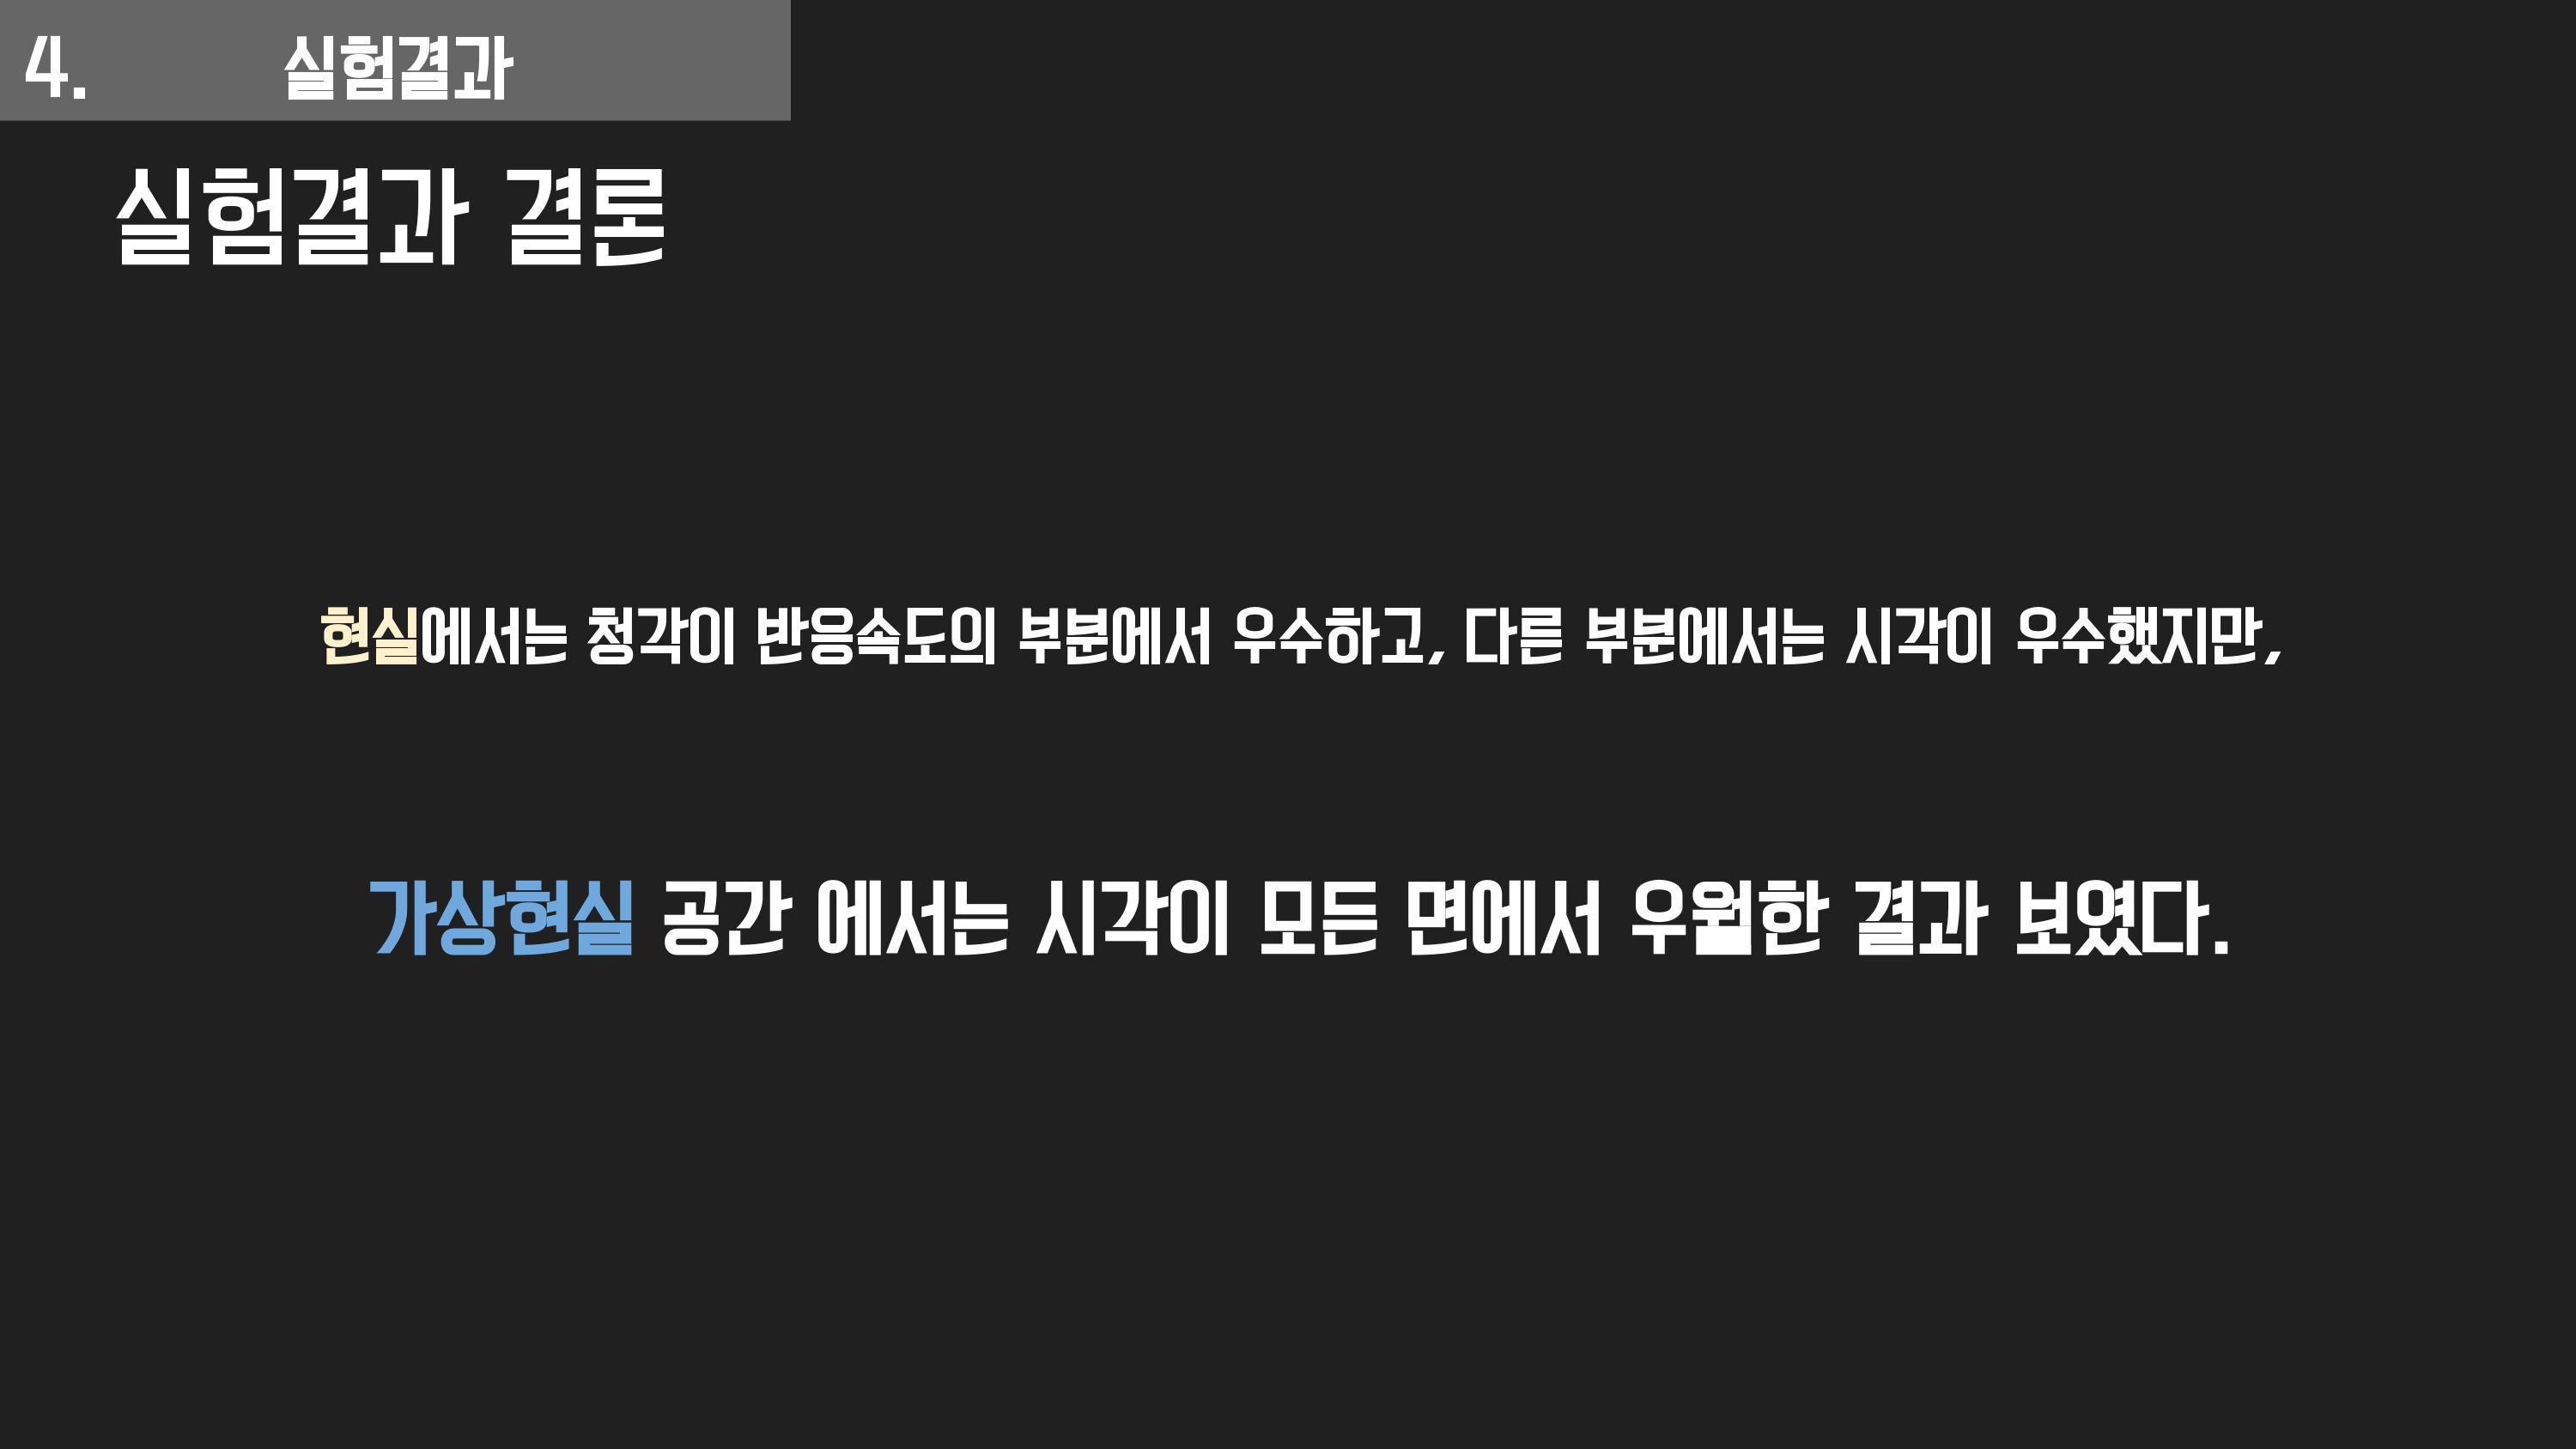 4. 실험결과
실험결과 결론
현실에서는 청각이 반응속도의 부분에서 우수하고, 다른 부분에서는 시각이 우수했지만,
가상현실 공간 에서는 시각이 모든 면에서 우월한 결과 보였다.